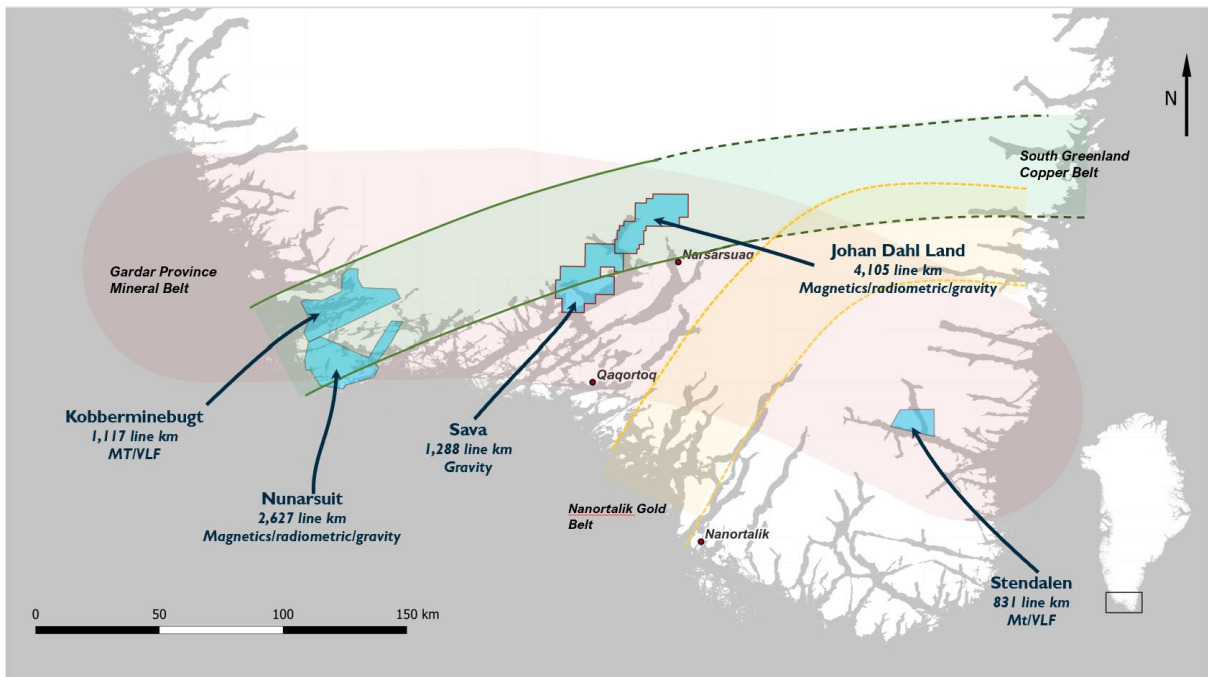 N
South Greenland
Copper Belt
Gardar Province
Mineral Belt
Narsarsuaq
Johan Dahl Land
4,105 line km
Magnetics/radiometric/gravity
Qaqortoq
Kobberminebugt
1,117 line km
MT/VLF
Sava
1,288 line km
Gravity
Nunarsuit
2,627 line km
Magnetics/radiometric/gravity
Nanortalik Gold
Belt
Nanortalik
Stendalen
831 line km
Mt/VLF
0 50 100 150 km